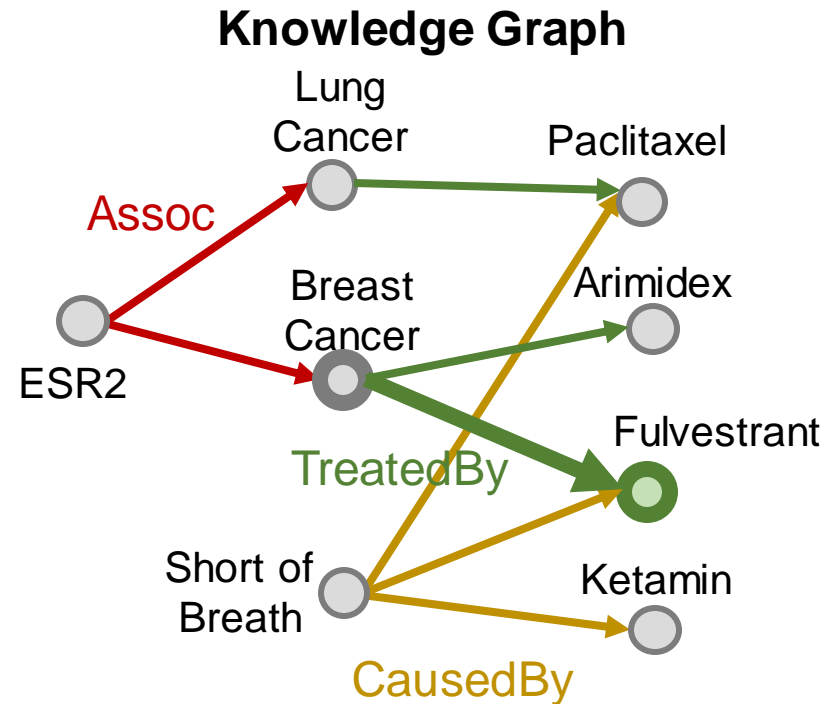 Knowledge Graph
Lung
Cancer
Paclitaxel
Assoc
Breast
Cancer
Arimidex
ESR2
Fulvestrant
TreatedBy
Short of
Breath
Ketamin
CausedBy